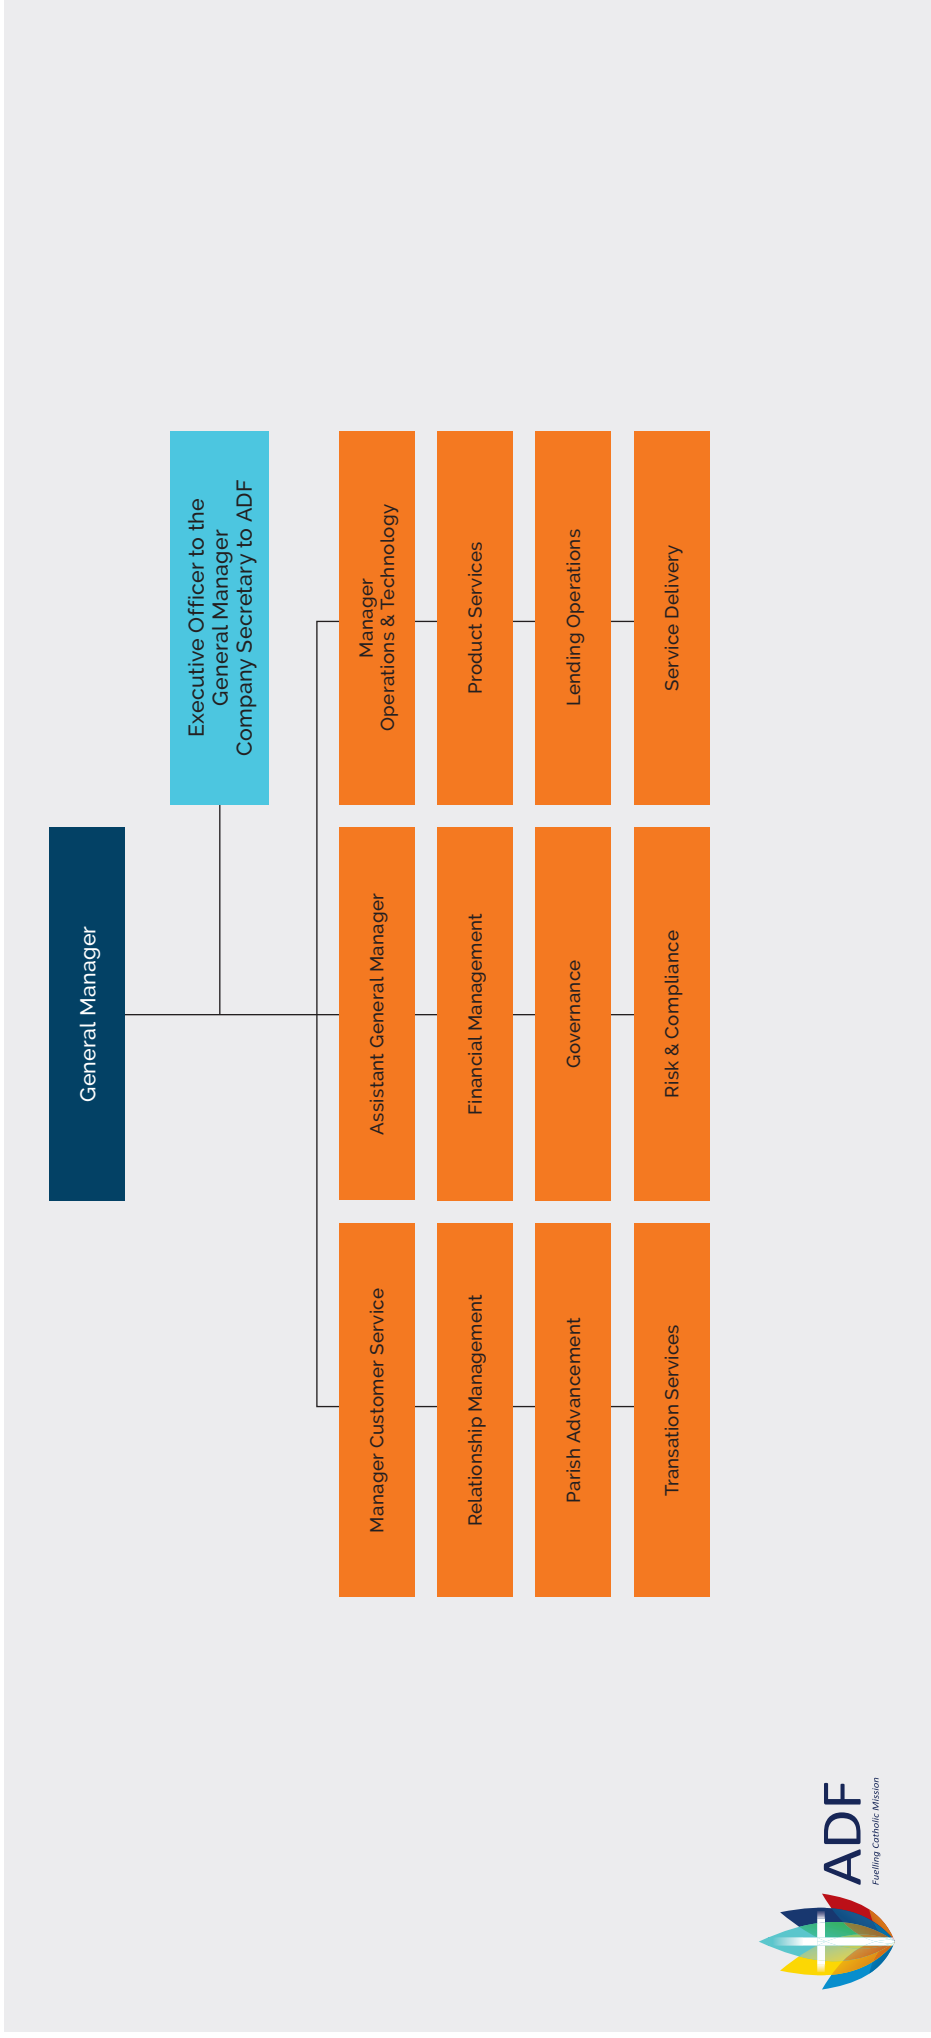 General Manager
Executive Officer to the
General Manager
Company Secretary to ADF
Manager Customer Service
Relationship Management
Parish Advancement
Transation Services
Assistant General Manager
Financial Management
Governance
Risk & Compliance
Manager
Operations & Technology
Product Services
Lending Operations
Service Delivery
ADF
Fuelling Catholic Mission